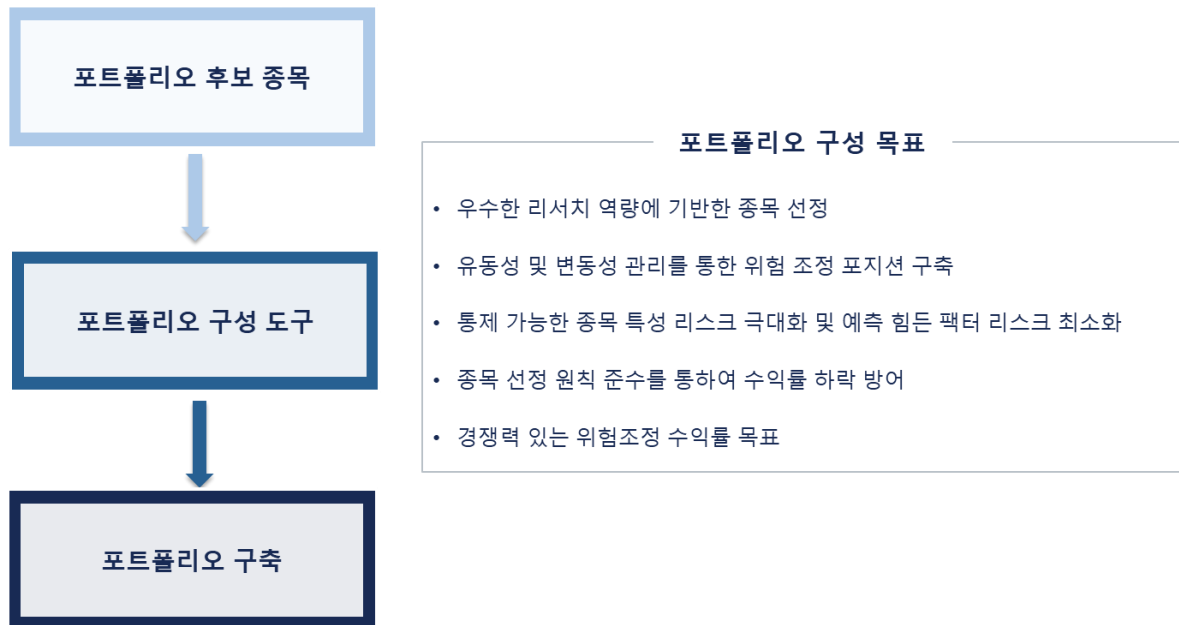 포트폴리오 후보 종목
포트폴리오 구성 도구
포트폴리오 구축
포트폴리오 구성 목표
• 우수한 리서치 역량에 기반한 종목 선정
• 유동성 및 변동성 관리를 통한 위험 조정 포지션 구축
• 통제 가능한 종목 특성 리스크 극대화 및 예측 힘든 팩터 리스크 최소화
• 종목 선정 원칙 준수를 통하여 수익률 하락 방어
• 경쟁력 있는 위험조정 수익률 목표